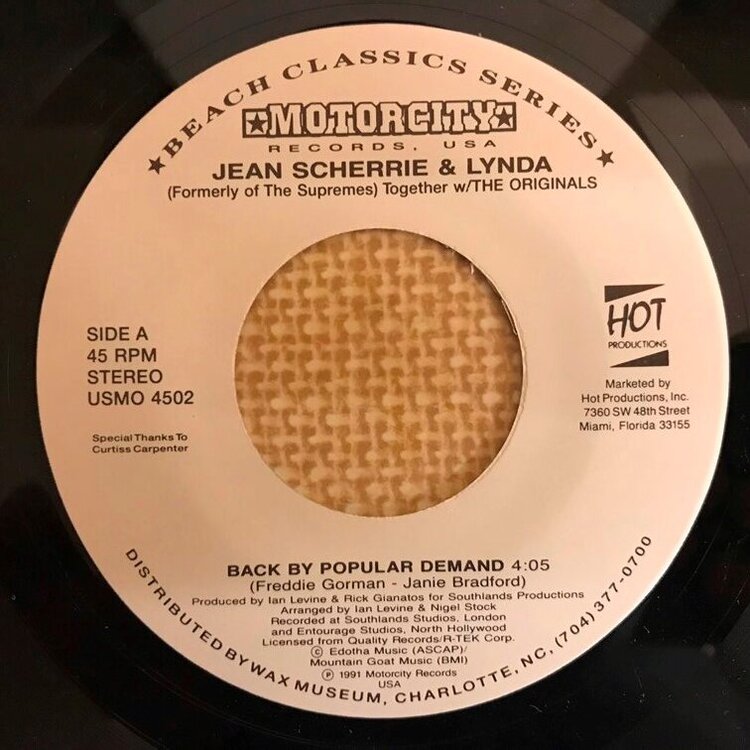 ★ BEACH CLASSICS SERIES ★
★MOTORCITY★
RECORDS, USA
JEAN SCHERRIE & LYNDA
(Formerly of The Supremes) Together w/THE ORIGINALS
SIDE A
45 RPM
STEREO
USMO 4502
Special Thanks To
Curtiss Carpenter
HOT
PRODUCTIONS
Marketed by
Hot Productions, Inc.
7360 SW 48th Street
Miami, Florida 33155
BACK BY POPULAR DEMAND 4:05
(Freddie Gorman - Janie Bradford)
Produced by Ian Levine & Rick Gianatos for Southlands Productions
Arranged by Ian Levine & Nigel Stock
Recorded at Southlands Studios, London
and Entourage Studios, North Hollywood
Licensed from Quality Records/R-TEK Corp.
© Edotha Music (ASCAP)/
Mountain Goat Music (BMI)
℗ 1991 Motorcity Records
USA
DISTRIBUTED BY WAX MUSEUM, CHARLOTTE, NC, (704) 377-0700